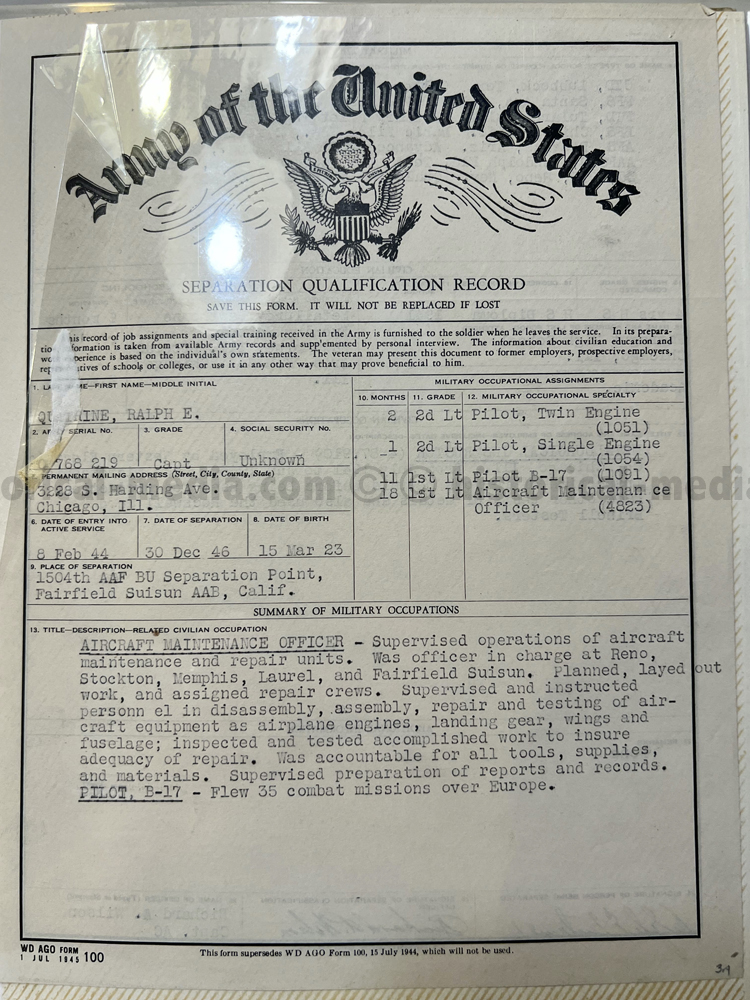 Army of the United States
SEPARATION QUALIFICATION RECORD
SAVE THIS FORM. IT WILL NOT BE REPLACED IF LOST
his record of job assignments and special training received in the Army is furnished to the soldier when he leaves the service. In its prepara-
tio formation is taken from available Army records and supp'emented by personal interview. The information about civilian education and
wo perience is based on the individual's own statements. The veteran may present this document to former employers, prospective employers,
rep tives of schools or colleges, or use it in any other way that may prove beneficial to him.
1. LA ME—FIRST NAME—MIDDLE INITIAL
RALPH E.
MILITARY OCCUPATIONAL ASSIGNMENTS
10. MONTHS 11. GRADE 12. MILITARY OCCUPATIONAL SPECIALTY
2 2d Lt Pilot, Twin Engine
(1051)
1 2d Lt Pilot, Single Engine
(1054)
11 1st Lt Pilot B-17 (1091)
18 1st Lt Aircraft Maintenan ce
Officer (4823)
2. AR SERIAL No. 3. GRADE 4. SOCIAL SECURITY NO.
768 219 Capt Unknown
PERMANENT MAILING ADDRESS (Street, City, County, State)
3228 S. Harding Ave.
Chicago, Ill.
6. DATE OF ENTRY INTO ACTIVE SERVICE 7. DATE OF SEPARATION 8. DATE OF BIRTH
8 Feb 44 30 Dec 46 15 Mar 23
9. PLACE OF SEPARATION
1504th AAF BU Separation Point,
Fairfield Suisun AAB, Calif.
SUMMARY OF MILITARY OCCUPATIONS
13. TITLE—DESCRIPTION—RELATED CIVILIAN OCCUPATION
AIRCRAFT MAINTENANCE OFFICER - Supervised operations of aircraft
maintenance and repair units. Was officer in charge at Reno,
Stockton, Memphis, Laurel, and Fairfield Suisun. Planned, layed out
work, and assigned repair crews. Supervised and instructed
personn el in disassembly, assembly, repair and testing of air-
craft equipment as airplane engines, landing gear, wings and
fuselage; inspected and tested accomplished work to insure
adequacy of repair. Was accountable for all tools, supplies,
and materials. Supervised preparation of reports and records.
PILOT, B-17 - Flew 35 combat missions over Europe.
WD AGO FORM 100
1 JUL 1945
This form supersedes WD AGO Form 100, 15 July 1944, which will not be used.